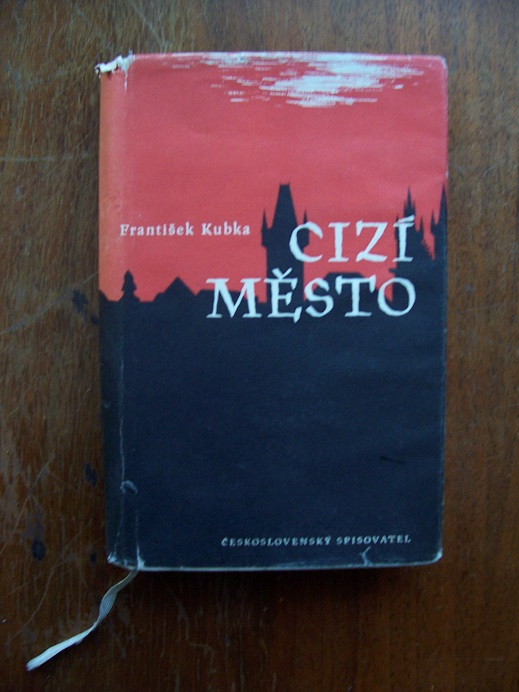 František Kubka
CIZÍ
MĚSTO
ČESKOSLOVENSKÝ SPISOVATEL